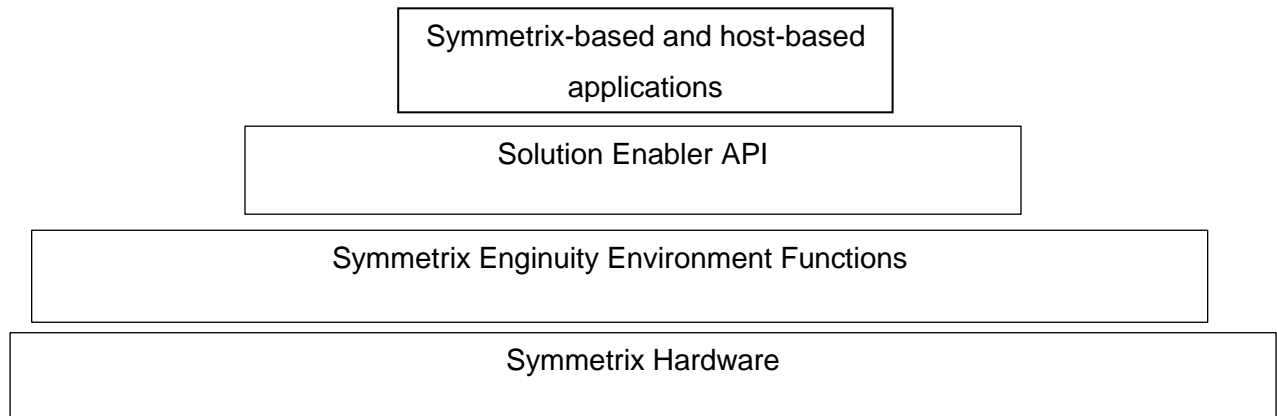 Symmetrix-based and host-based
applications
Solution Enabler API
Symmetrix Enginuity Environment Functions
Symmetrix Hardware